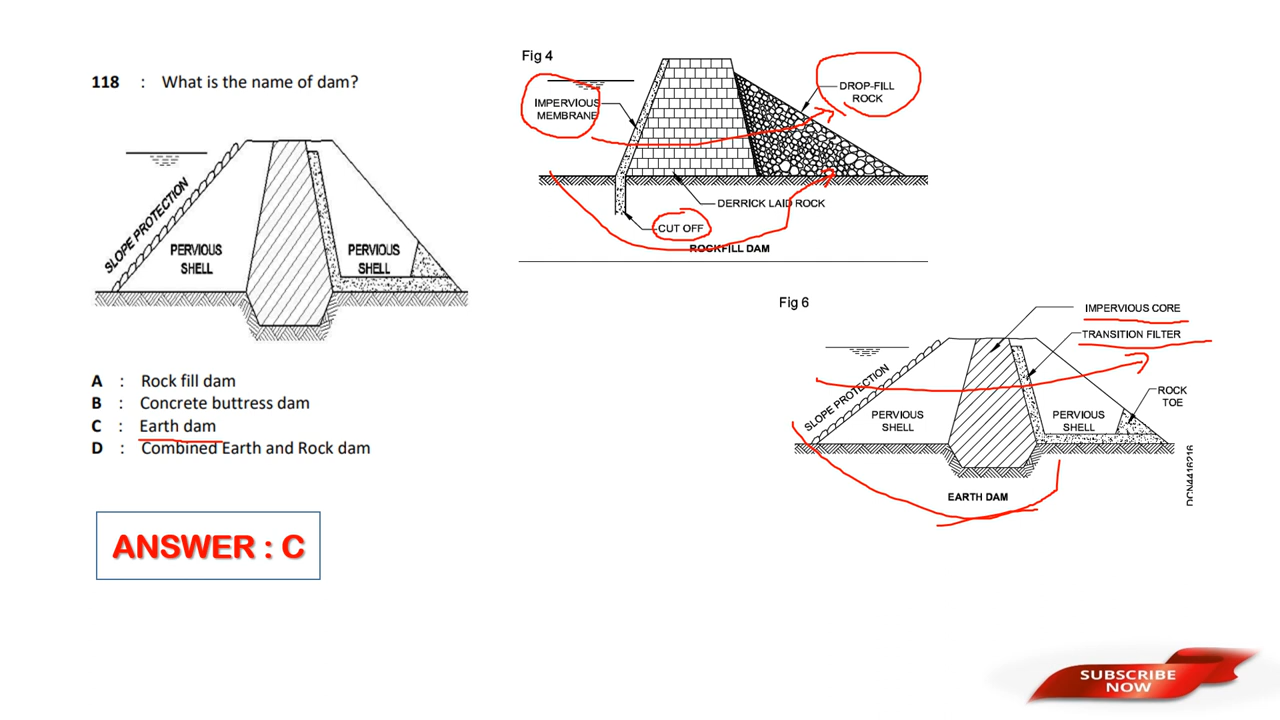 118 : What is the name of dam?
SLOPE PROTECTION
PERVIOUS
SHELL
PERVIOUS
SHELL
A : Rock fill dam
B : Concrete buttress dam
C : Earth dam
D : Combined Earth and Rock dam
ANSWER : C
Fig 4
IMPERVIOUS
MEMBRANE
DROP-FILL
ROCK
DERRICK LAID ROCK
CUT OFF
ROCKFILL DAM
Fig 6
IMPERVIOUS CORE
TRANSITION FILTER
SLOPE PROTECTION
PERVIOUS
SHELL
PERVIOUS
SHELL
ROCK
TOE
EARTH DAM
DCN4416216
SUBSCRIBE
NOW